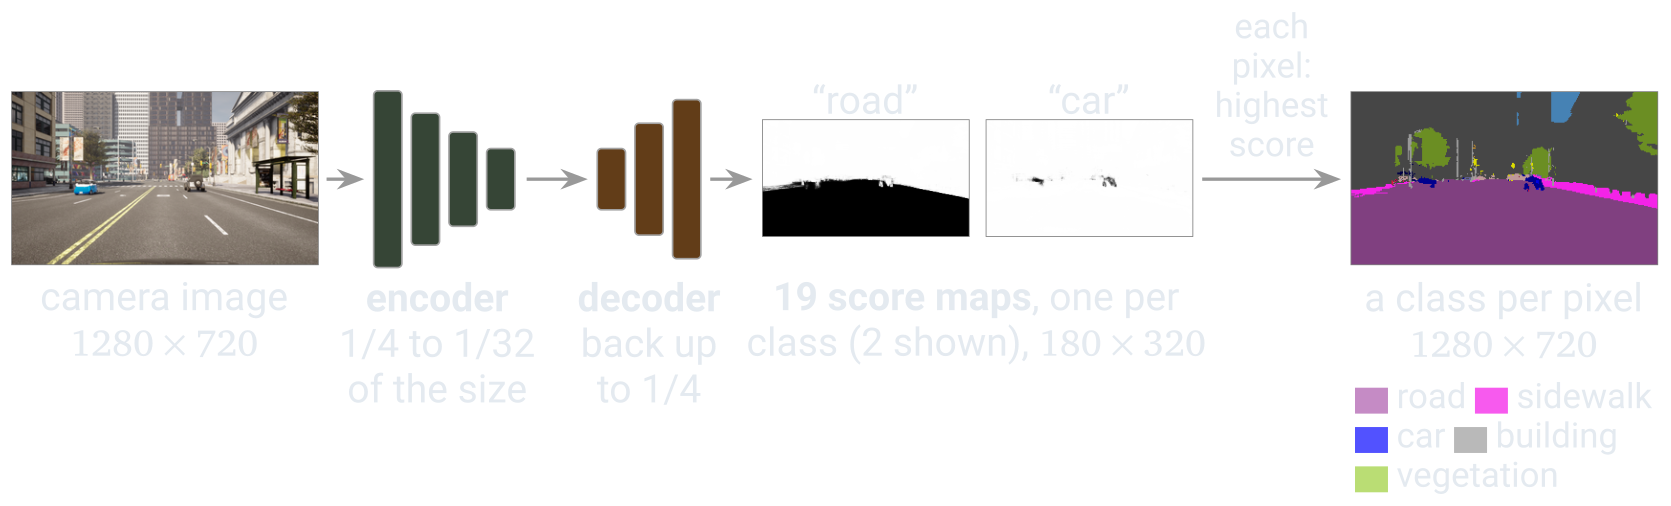 each
pixel:
highest
score
“road”
“car”
camera image
1280 × 720
encoder
1/4 to 1/32
of the size
decoder
back up
to 1/4
19 score maps, one per
class (2 shown), 180 × 320
a class per pixel
1280 × 720
road sidewalk
car building
vegetation